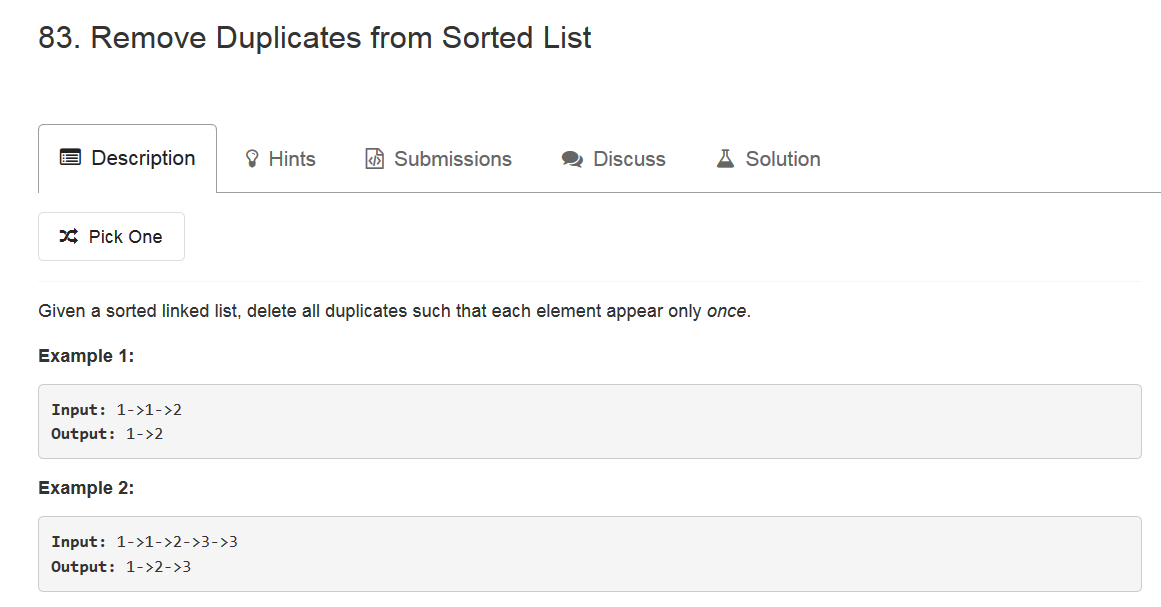 83. Remove Duplicates from Sorted List
Description
Hints
Submissions
Discuss
Solution
Pick One
Given a sorted linked list, delete all duplicates such that each element appear only once.
Example 1:
Input: 1->1->2
Output: 1->2
Example 2:
Input: 1->1->2->3->3
Output: 1->2->3